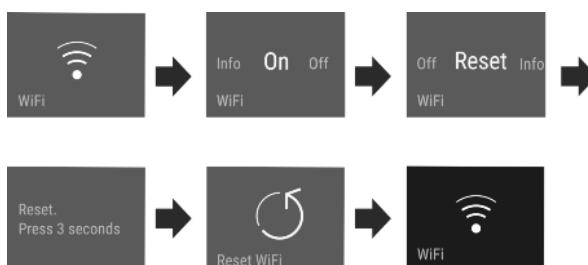 WiFi
Info On Off
WiFi
Off Reset Info
WiFi
Reset.
Press 3 seconds
Reset WiFi
WiFi